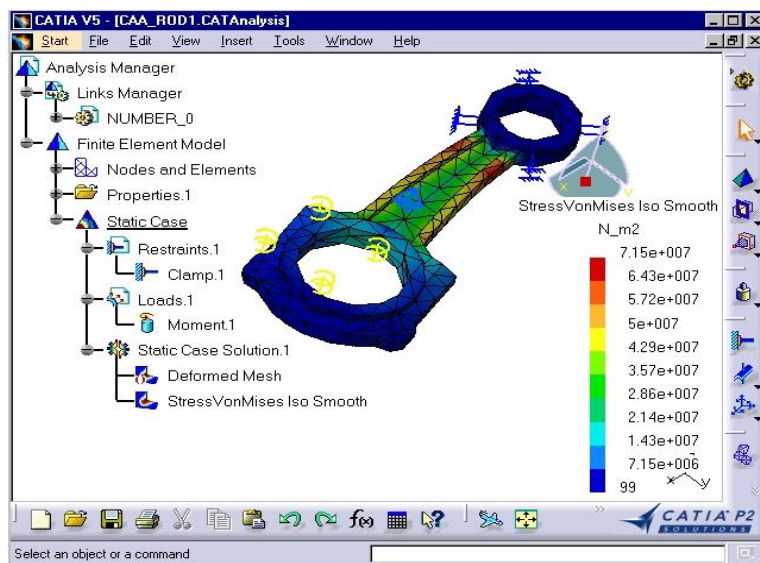 CATIA V5 - [CAA_ROD1.CATAnalysis]
Start File Edit View Insert Tools Window Help
Analysis Manager
Links Manager
NUMBER_0
Finite Element Model
Nodes and Elements
Properties.1
Static Case
Restraints.1
Clamp.1
Loads.1
Moment.1
Static Case Solution.1
Deformed Mesh
StressVonMises Iso Smooth
x y
StressVonMises Iso Smooth
N_m2
7.15e+007
6.43e+007
5.72e+007
5e+007
4.29e+007
3.57e+007
2.86e+007
2.14e+007
1.43e+007
7.15e+006
99
x y
f(x)
CATIA P2
SOLUTIONS
Select an object or a command